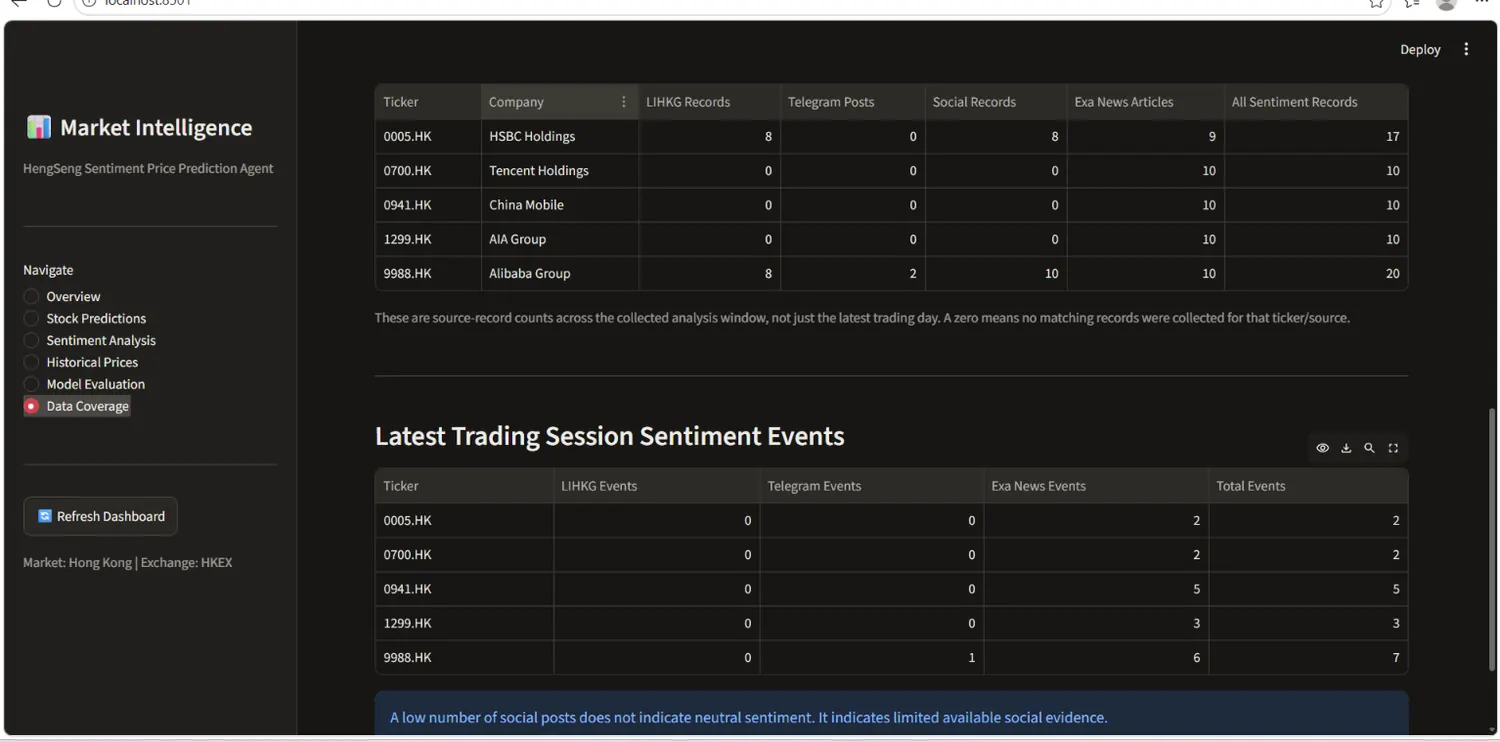 localhost:8501
Deploy
Market Intelligence
HengSeng Sentiment Price Prediction Agent
Navigate
Overview
Stock Predictions
Sentiment Analysis
Historical Prices
Model Evaluation
Data Coverage
Refresh Dashboard
Market: Hong Kong | Exchange: HKEX
Ticker Company LIHKG Records Telegram Posts Social Records Exa News Articles All Sentiment Records
0005.HK HSBC Holdings 8 0 8 9 17
0700.HK Tencent Holdings 0 0 0 10 10
0941.HK China Mobile 0 0 0 10 10
1299.HK AIA Group 0 0 0 10 10
9988.HK Alibaba Group 8 2 10 10 20
These are source-record counts across the collected analysis window, not just the latest trading day. A zero means no matching records were collected for that ticker/source.
Latest Trading Session Sentiment Events
Ticker LIHKG Events Telegram Events Exa News Events Total Events
0005.HK 0 0 2 2
0700.HK 0 0 2 2
0941.HK 0 0 5 5
1299.HK 0 0 3 3
9988.HK 0 1 6 7
A low number of social posts does not indicate neutral sentiment. It indicates limited available social evidence.